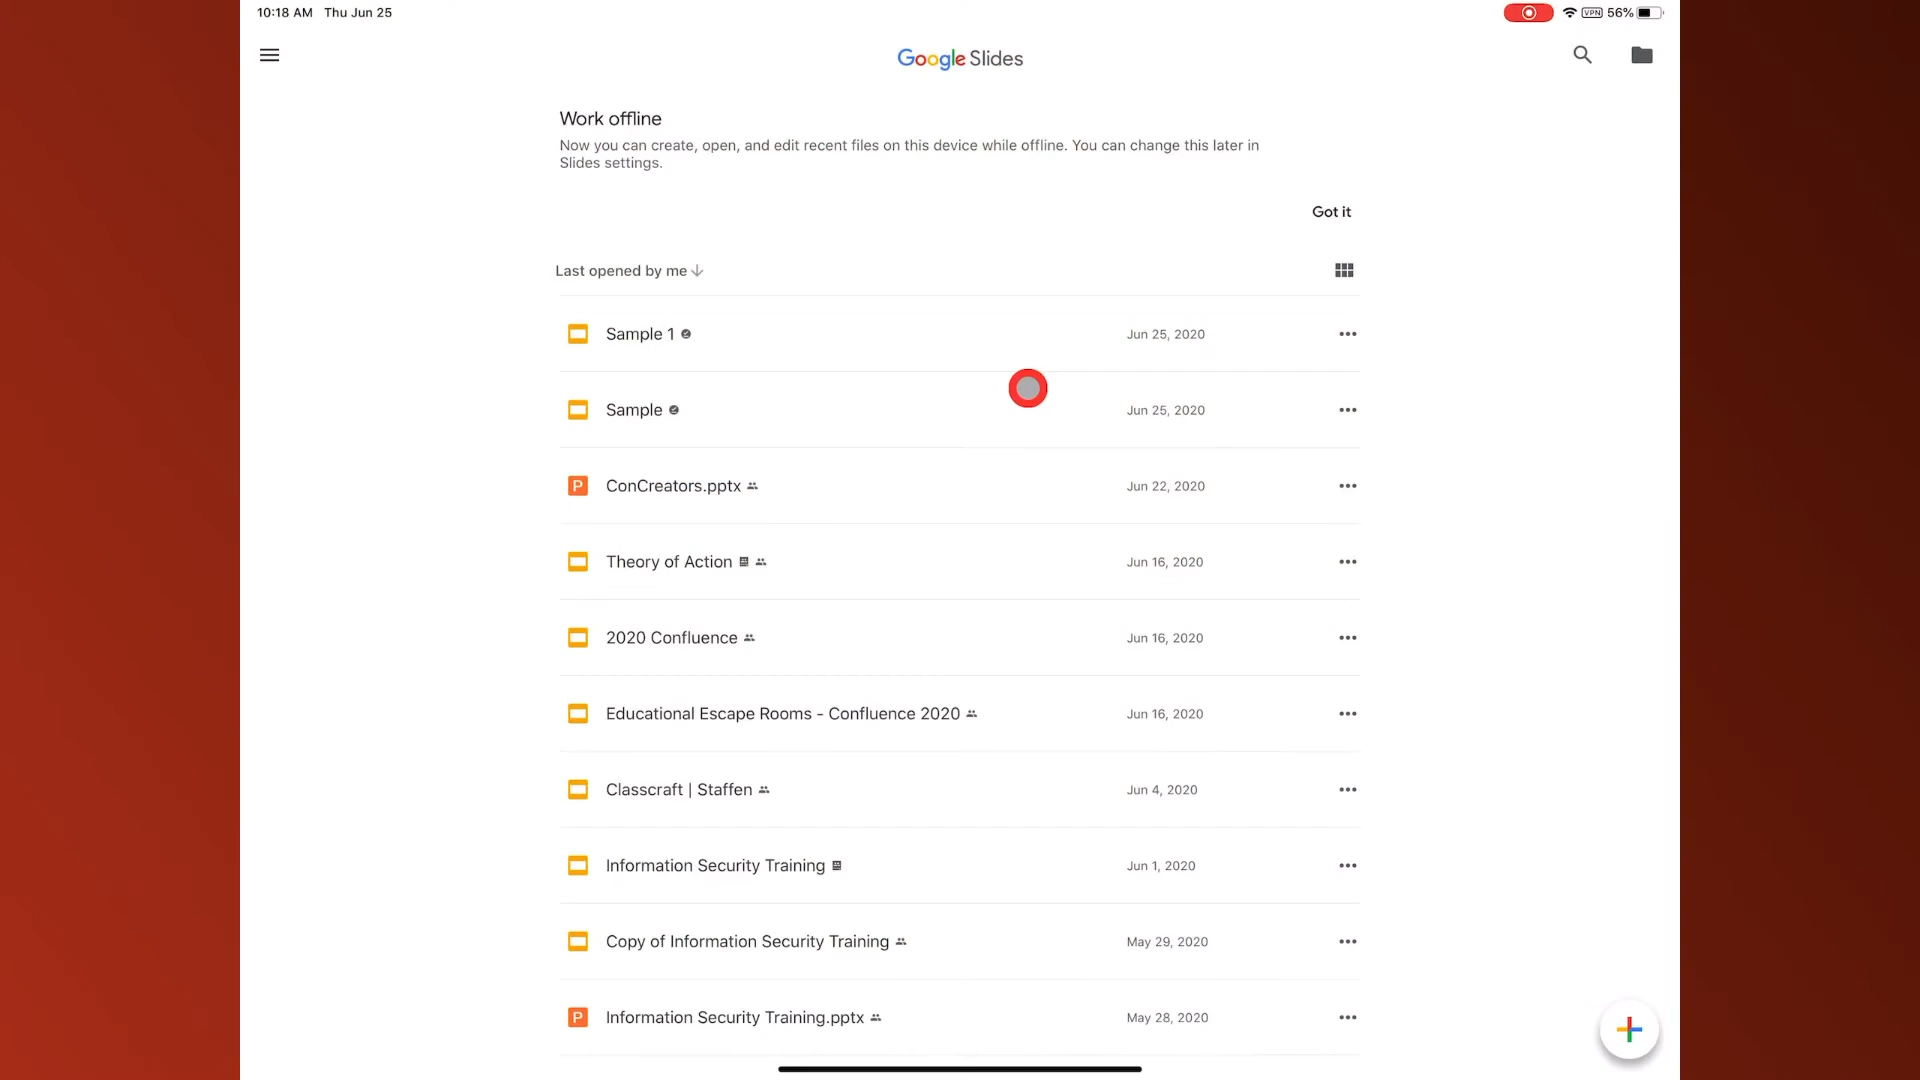 10:18 AM Thu Jun 25
VPN 56%
Google Slides
Work offline
Now you can create, open, and edit recent files on this device while offline. You can change this later in
Slides settings.
Got it
Last opened by me
Sample 1 Jun 25, 2020
Sample Jun 25, 2020
P ConCreators.pptx Jun 22, 2020
Theory of Action Jun 16, 2020
2020 Confluence Jun 16, 2020
Educational Escape Rooms - Confluence 2020 Jun 16, 2020
Classcraft | Staffen Jun 4, 2020
Information Security Training Jun 1, 2020
Copy of Information Security Training May 29, 2020
P Information Security Training.pptx May 28, 2020